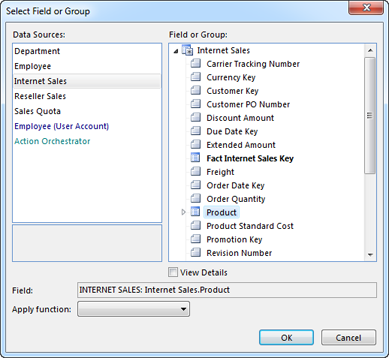 Select Field or Group
Data Sources:
Department
Employee
Internet Sales
Reseller Sales
Sales Quota
Employee (User Account)
Action Orchestrator
Field or Group:
Internet Sales
Carrier Tracking Number
Currency Key
Customer Key
Customer PO Number
Discount Amount
Due Date Key
Extended Amount
Fact Internet Sales Key
Freight
Order Date Key
Order Quantity
Product
Product Standard Cost
Promotion Key
Revision Number
View Details
Field: INTERNET SALES: Internet Sales.Product
Apply function:
OK Cancel